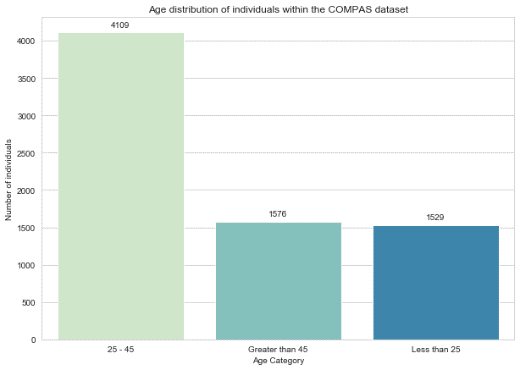 Age distribution of individuals within the COMPAS dataset
4109
4000
3500
3000
2500
2000
1576
1529
1500
1000
500
0
Number of individuals
25 - 45
Greater than 45
Less than 25
Age Category